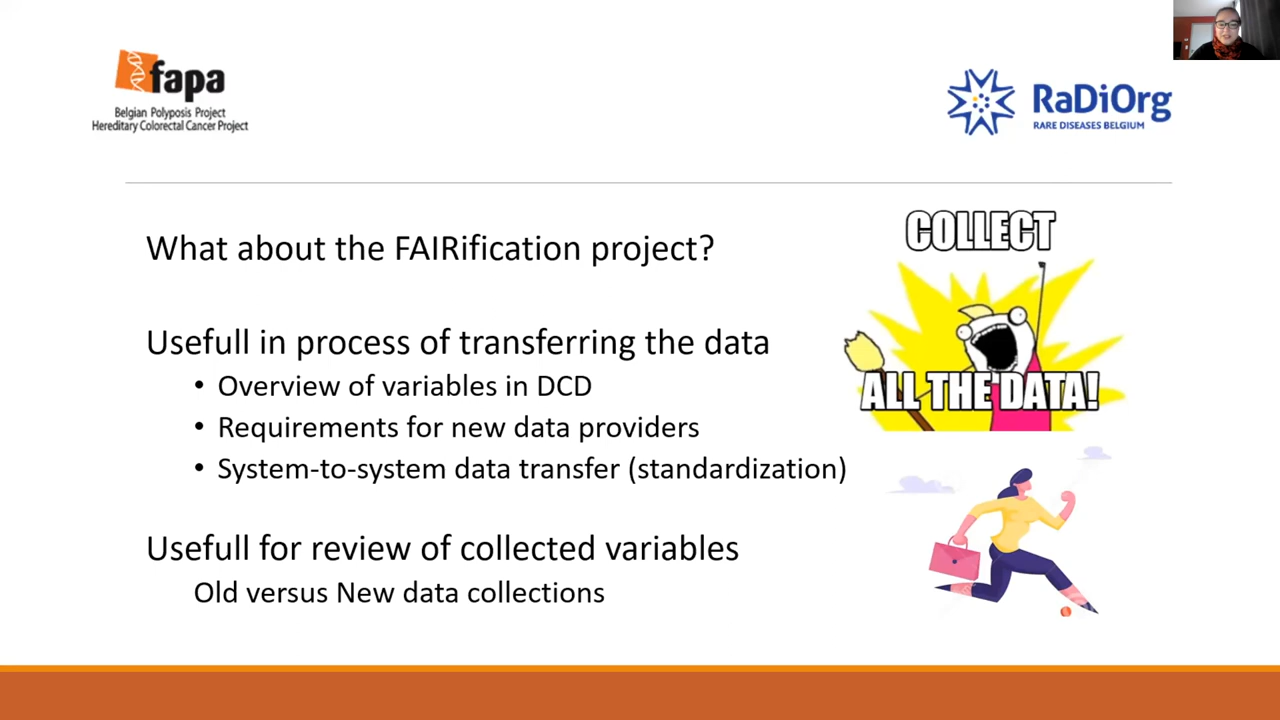 fapa
Belgian Polyposis Project
Hereditary Colorectal Cancer Project
RaDiOrg
RARE DISEASES BELGIUM
What about the FAIRification project?
Usefull in process of transferring the data
• Overview of variables in DCD
• Requirements for new data providers
• System-to-system data transfer (standardization)
Usefull for review of collected variables
Old versus New data collections
COLLECT
ALL THE DATA!